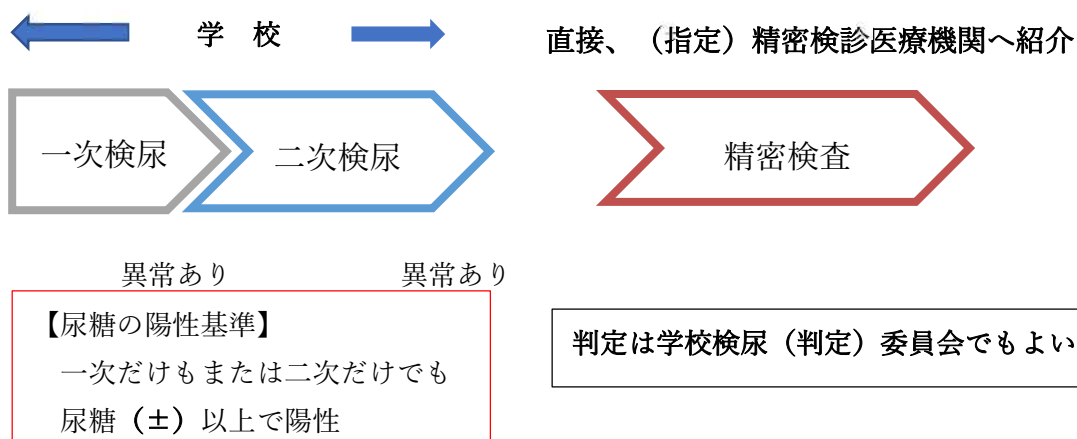 学 校
直接、（指定）精密検診医療機関へ紹介
一次検尿
二次検尿
精密検査
異常あり
異常あり
【尿糖の陽性基準】
一次だけもまたは二次だけでも
尿糖（±）以上で陽性
判定は学校検尿（判定）委員会でもよい